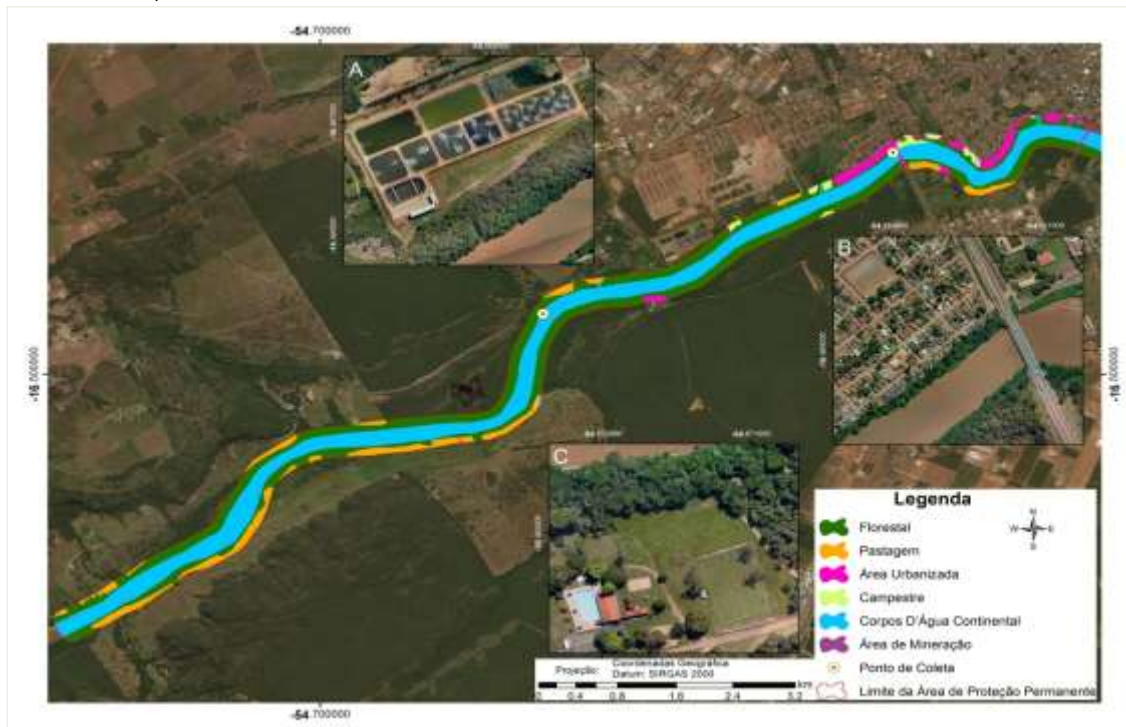 -54.700000
A
B
C
-16.500000
-16.500000
Legenda
N
W E
S
Florestal
Pastagem
Área Urbanizada
Campestre
Corpos D'Água Continental
Área de Mineração
Ponto de Coleta
Limite da Área de Proteção Permanente
Projeção: Coordenadas Geográfica
Datum: SIRGAS 2000
km
0 0.4 0.8 1.6 2.4 3.2
-54.700000